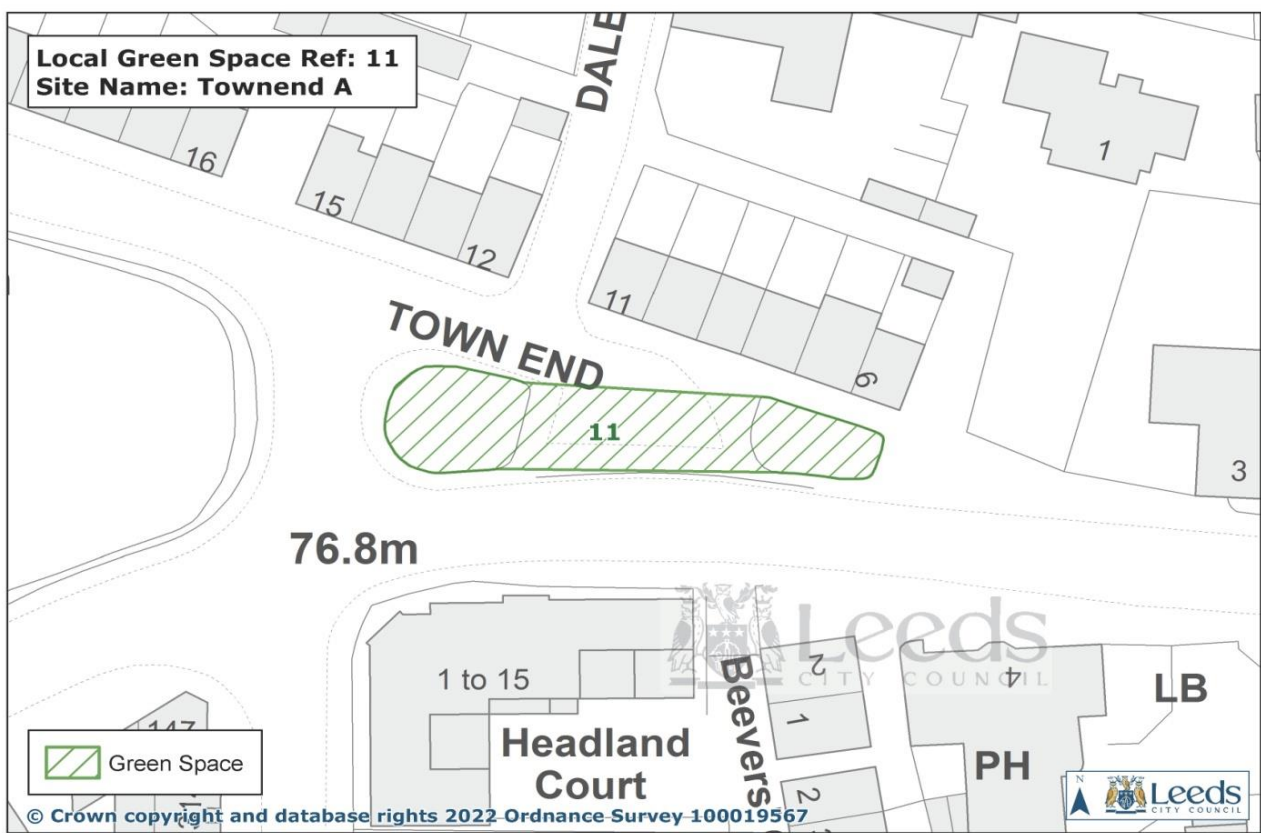 Local Green Space Ref: 11
Site Name: Townend A
DALE
16
15
12
1
11
TOWN END
6
11
3
76.8m
Leeds
CITY COUNCIL
1 to 15
Beevers
2
1
4
LB
147
Headland
Court
PH
2
Green Space
N
Leeds
CITY COUNCIL
© Crown copyright and database rights 2022 Ordnance Survey 100019567